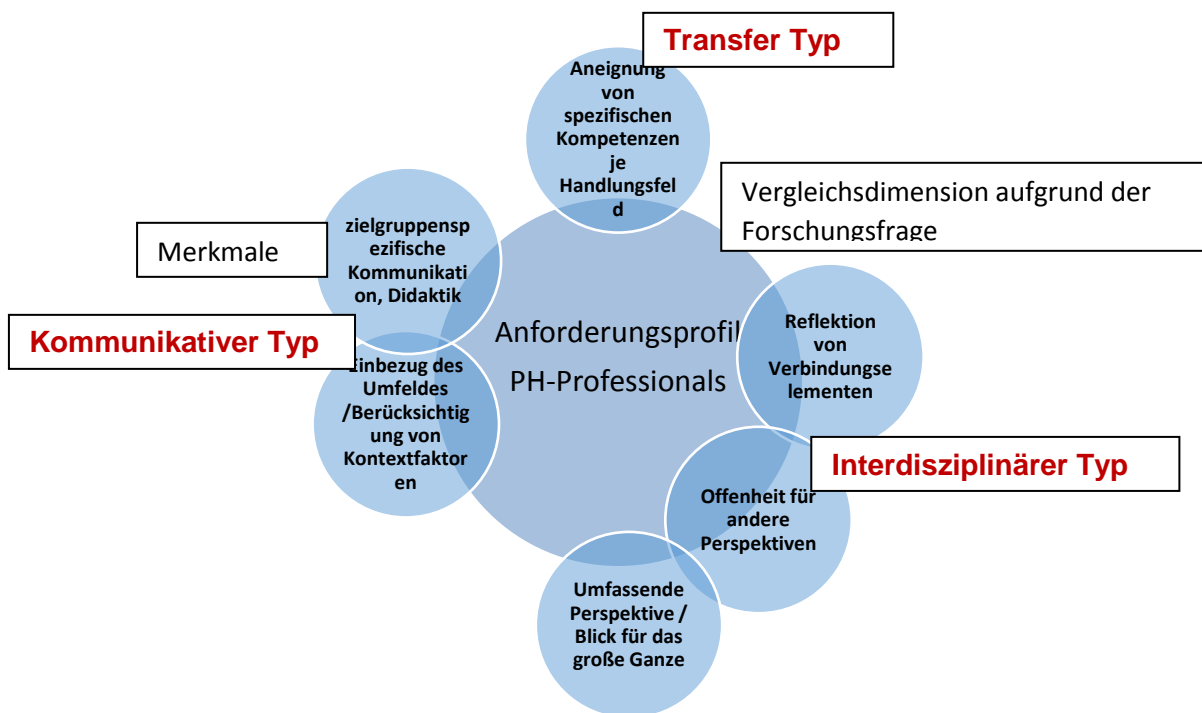 Transfer Typ
Aneignung
von
spezifischen
Kompetenzen
je
Handlungsfel
d
Vergleichsdimension aufgrund der
Forschungsfrage
zielgruppensp
ezifische
Kommunikati
on, Didaktik
Merkmale
Kommunikativer Typ
Einbezug des
Umfeldes
/Berücksichtig
ung von
Kontextfaktor
en
Anforderungsprofil
PH-Professionals
Reflektion
von
Verbindungse
lementen
Interdisziplinärer Typ
Offenheit für
andere
Perspektiven
Umfassende
Perspektive /
Blick für das
große Ganze